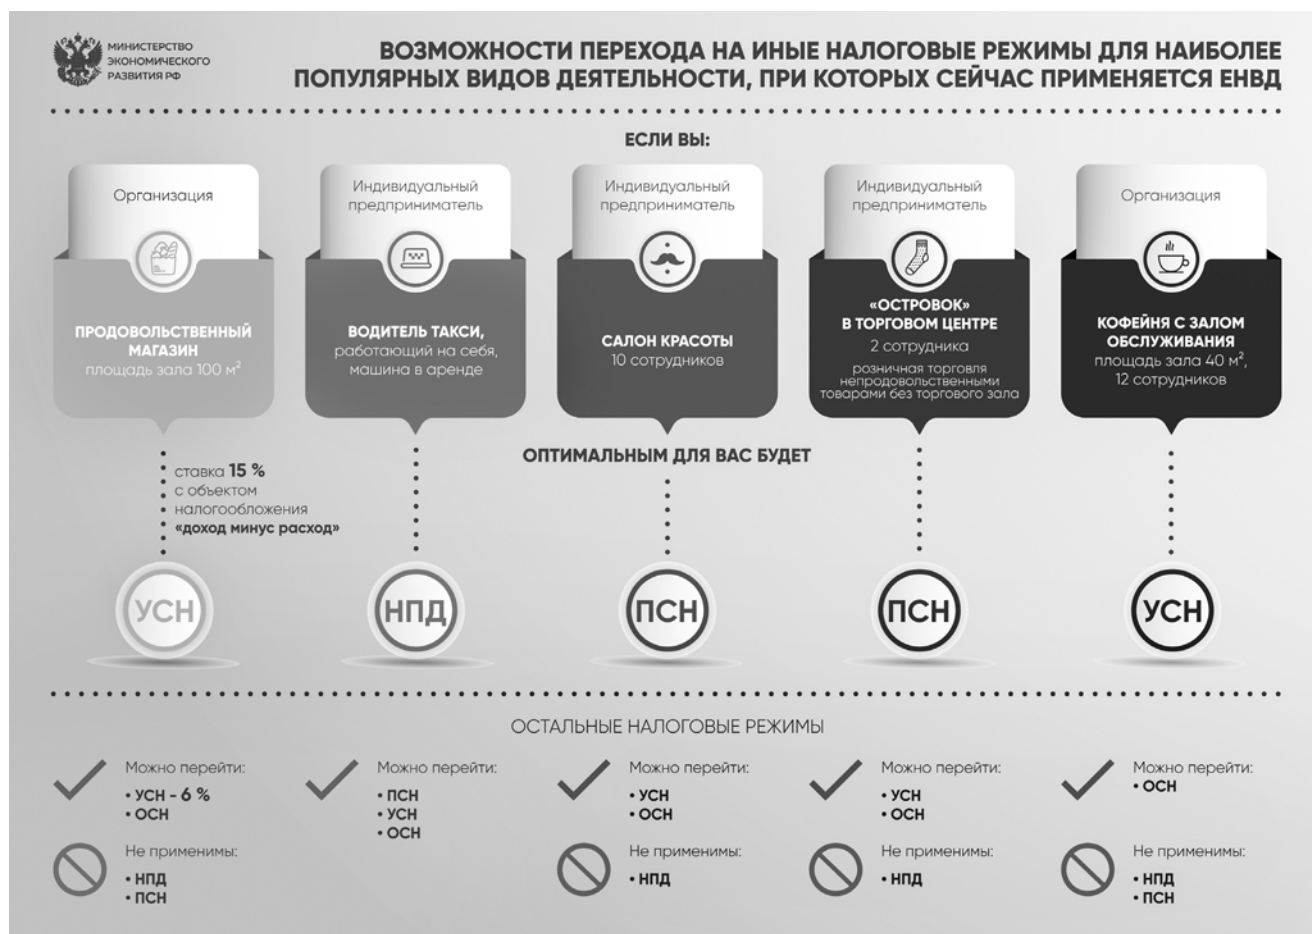 МИНИСТЕРСТВО
ЭКОНОМИЧЕСКОГО
РАЗВИТИЯ РФ
ВОЗМОЖНОСТИ ПЕРЕХОДА НА ИНЫЕ НАЛОГОВЫЕ РЕЖИМЫ ДЛЯ НАИБОЛЕЕ
ПОПУЛЯРНЫХ ВИДОВ ДЕЯТЕЛЬНОСТИ, ПРИ КОТОРЫХ СЕЙЧАС ПРИМЕНЯЕТСЯ ЕНВД
ЕСЛИ ВЫ:
Организация
ПРОДОВОЛЬСТВЕННЫЙ
МАГАЗИН
площадь зала 100 м²
Индивидуальный
предприниматель
ВОДИТЕЛЬ ТАКСИ,
работающий на себя,
машина в аренде
Индивидуальный
предприниматель
САЛОН КРАСОТЫ
10 сотрудников
Индивидуальный
предприниматель
«ОСТРОВОК»
В ТОРГОВОМ ЦЕНТРЕ
2 сотрудника
розничная торговля
непродовольственными
товарами без торгового зала
Организация
КОФЕЙНЯ С ЗАЛОМ
ОБСЛУЖИВАНИЯ
площадь зала 40 м²,
12 сотрудников
ОПТИМАЛЬНЫМ ДЛЯ ВАС БУДЕТ
ставка 15 %
с объектом
налогообложения
«доход минус расход»
УСН
НПД
ПСН
ПСН
УСН
ОСТАЛЬНЫЕ НАЛОГОВЫЕ РЕЖИМЫ
Можно перейти:
• УСН – 6 %
• ОСН
Не применимы:
• НПД
• ПСН
Можно перейти:
• ПСН
• УСН
• ОСН
Можно перейти:
• УСН
• ОСН
Не применимы:
• НПД
Можно перейти:
• УСН
• ОСН
Не применимы:
• НПД
Можно перейти:
• ОСН
Не применимы:
• НПД
• ПСН